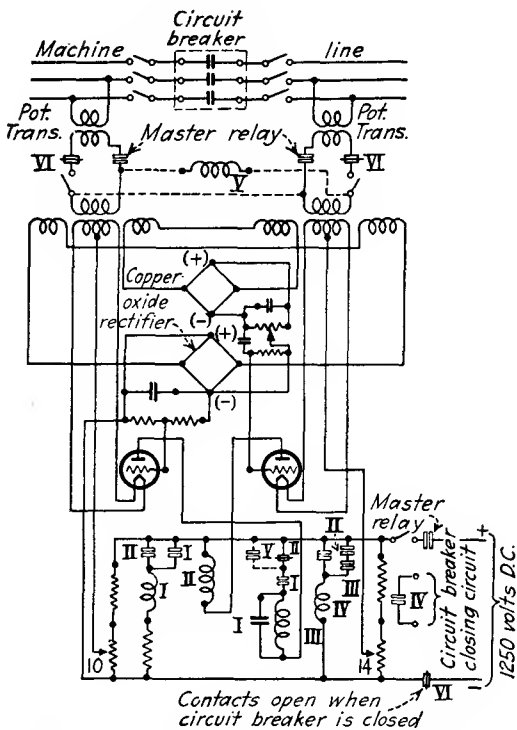 Circuit
breaker
Machine
line
Pot.
Trans.
Master relay
Pot.
Trans.
VI
VI
V
(+)
Copper-
oxide
rectifier
(-)
(+)
(-)
Master
relay
+
II
I
II
V
II
II
I
I
III
I
III
IV
IV
Circuit breaker
closing circuit
1250 volts D.C.
10
14
-
VI
Contacts open when
circuit breaker is closed